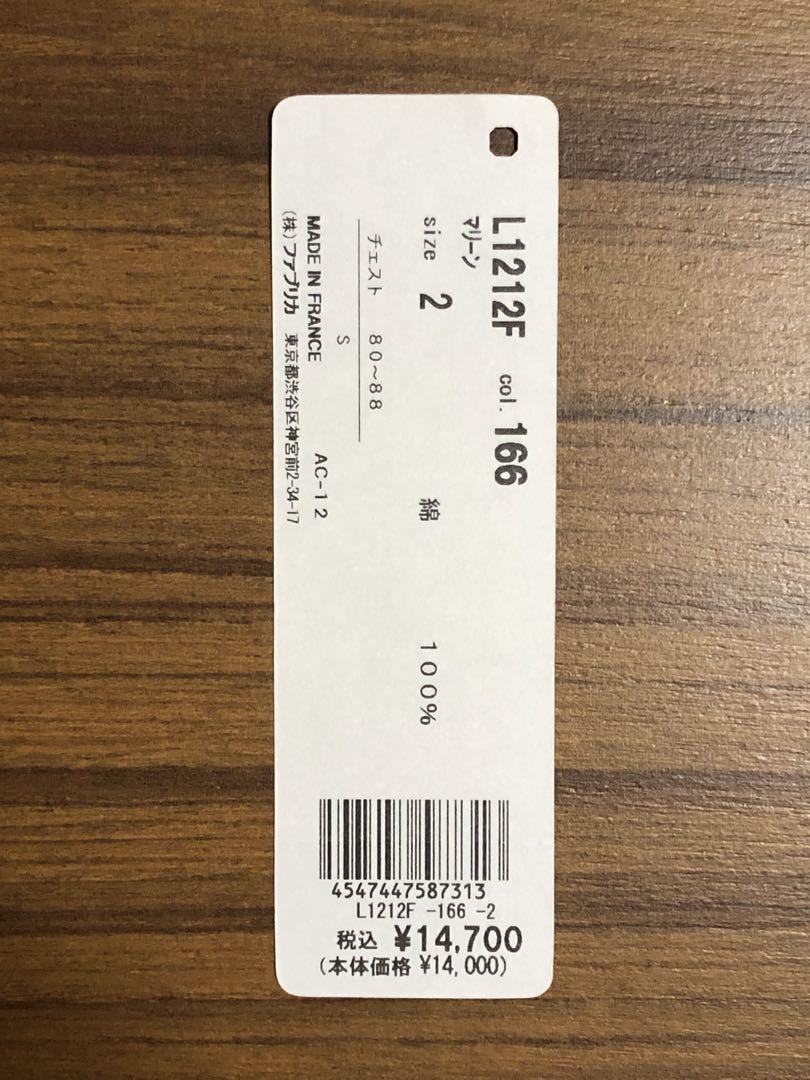 L1212F col. 166
マリーン
size 2 綿 100%
チェスト 80～88
S
MADE IN FRANCE AC-12
(株)ファブリカ 東京都渋谷区神宮前2-34-17
4547447587313
L1212F -166 -2
税込 ¥14,700
(本体価格 ¥14,000)